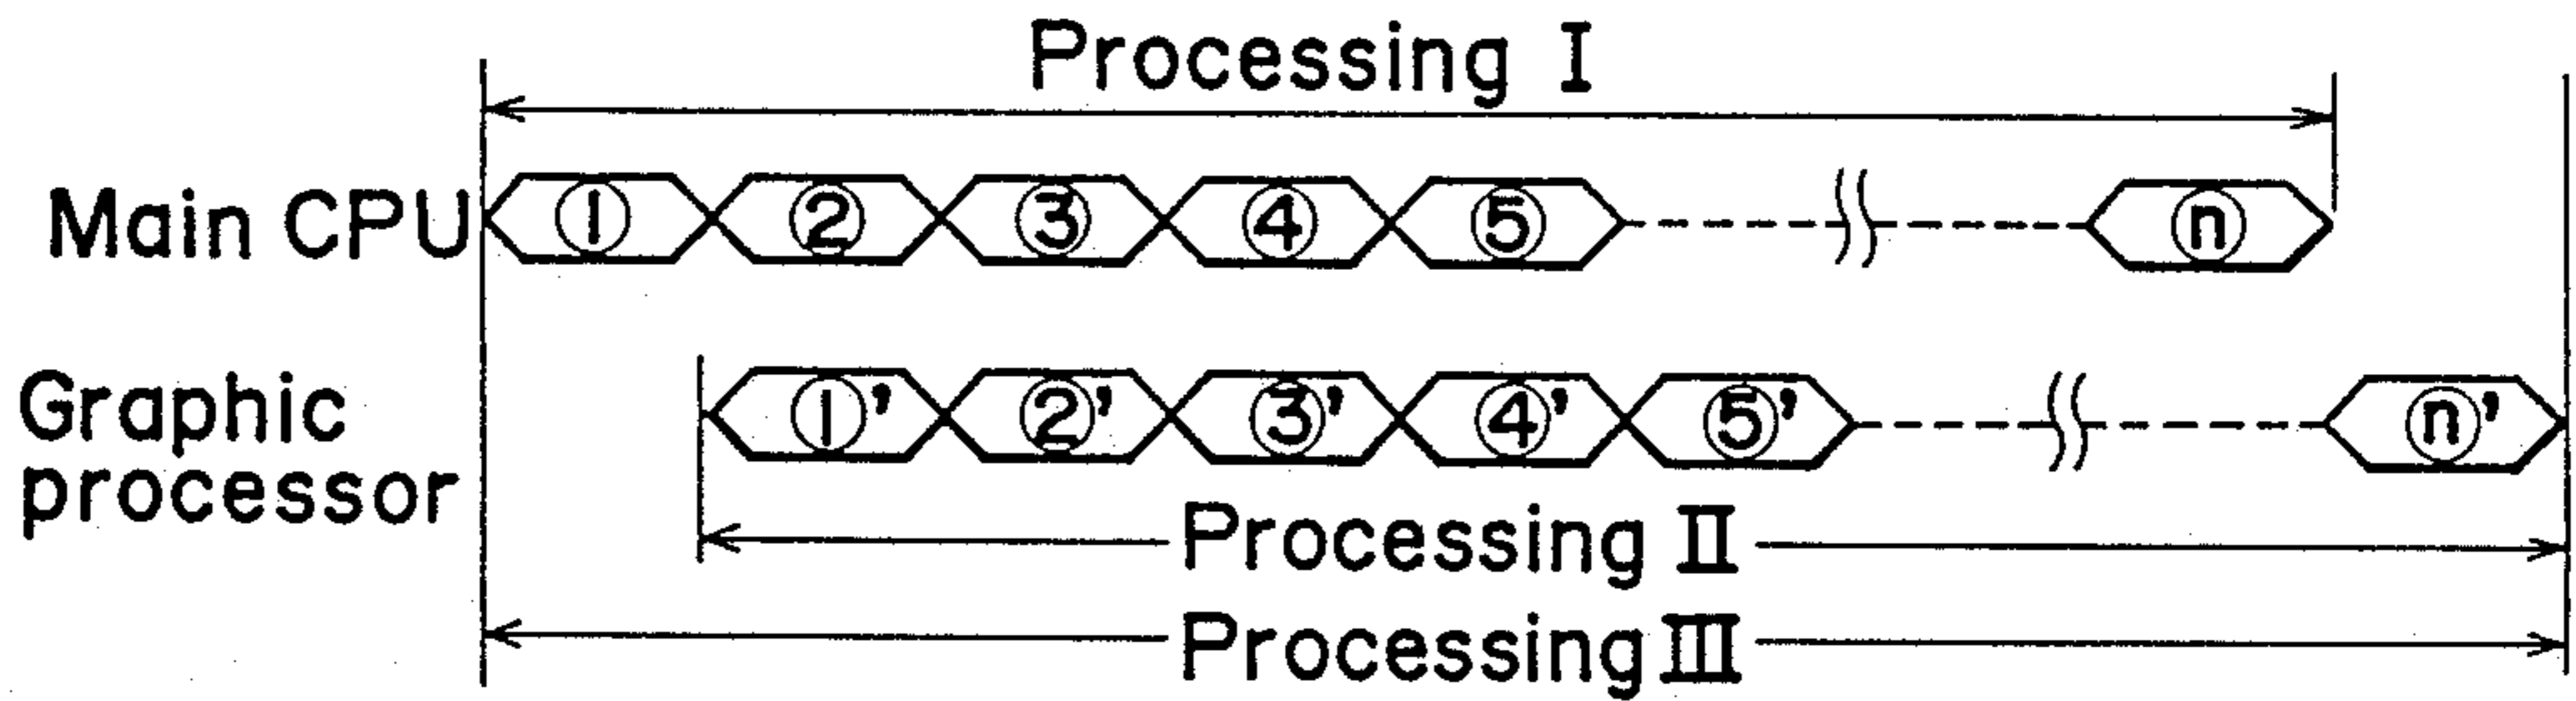 Processing I
Main CPU ① ② ③ ④ ⑤ ⓝ
Graphic processor ①' ②' ③' ④' ⑤' ⓝ'
Processing II
Processing III